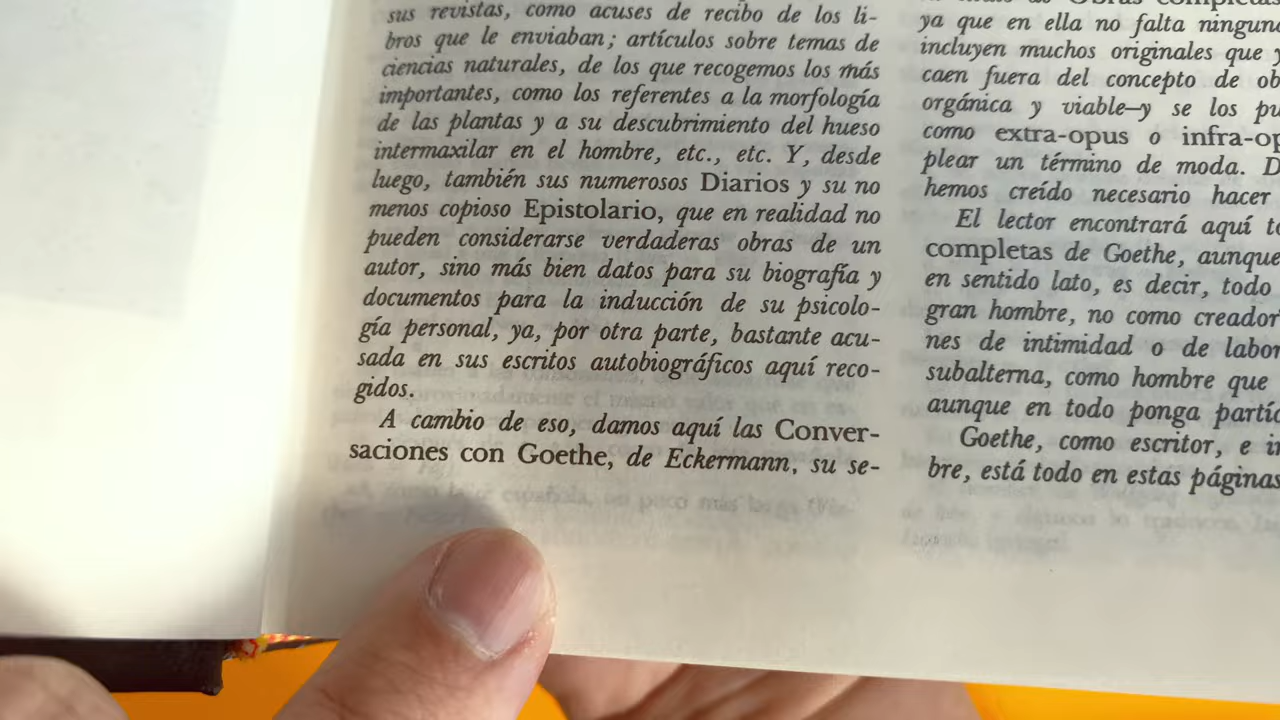 sus revistas, como acuses de recibo de los li-
bros que le enviaban; artículos sobre temas de
ciencias naturales, de los que recogemos los más
importantes, como los referentes a la morfología
de las plantas y a su descubrimiento del hueso
intermaxilar en el hombre, etc., etc. Y, desde
luego, también sus numerosos Diarios y su no
menos copioso Epistolario, que en realidad no
pueden considerarse verdaderas obras de un
autor, sino más bien datos para su biografía y
documentos para la inducción de su psicolo-
gía personal, ya, por otra parte, bastante acu-
sada en sus escritos autobiográficos aquí reco-
gidos.
A cambio de eso, damos aquí las Conver-
saciones con Goethe, de Eckermann, su se-
ya que en ella no falta ningun
incluyen muchos originales que y
caen fuera del concepto de ob
orgánica y viable—y se los pu
como extra-opus o infra-op
plear un término de moda. D
hemos creído necesario hacer
El lector encontrará aquí to
completas de Goethe, aunque
en sentido lato, es decir, todo
gran hombre, no como creador
nes de intimidad o de labor
subalterna, como hombre que
aunque en todo ponga partíc
Goethe, como escritor, e in
bre, está todo en estas páginas